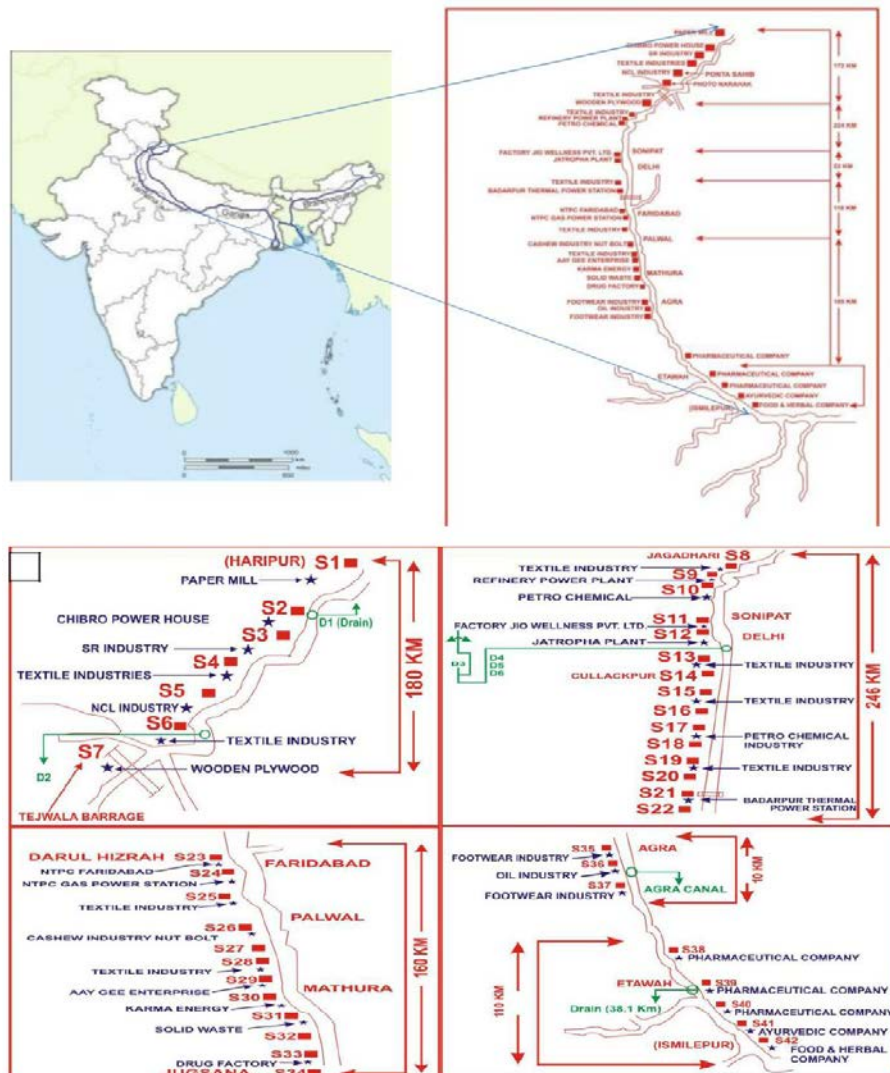 Ganga
Brahmaputra
PAPER MILL
CHIBRO POWER HOUSE
SR INDUSTRY
TEXTILE INDUSTRIES
NCL INDUSTRY
PONTA SAHIB
TEXTILE INDUSTRY
WOODEN PLYWOOD
TEXTILE INDUSTRY
REFINERY POWER PLANT
PETRO CHEMICAL
FACTORY JIO WELLNESS PVT. LTD.
SONIPAT
JATROPHA PLANT
DELHI
TEXTILE INDUSTRY
BADARPUR THERMAL POWER STATION
NTPC FARIDABAD
FARIDABAD
NTPC GAS POWER STATION
TEXTILE INDUSTRY
PALWAL
CASHEW INDUSTRY NUT BOLT
TEXTILE INDUSTRY
AAY GEE ENTERPRISE
KARMA ENERGY
MATHURA
SOLID WASTE
DRUG FACTORY
FOOTWEAR INDUSTRY
AGRA
OIL INDUSTRY
FOOTWEAR INDUSTRY
PHARMACEUTICAL COMPANY
ETAWAH
PHARMACEUTICAL COMPANY
PHARMACEUTICAL COMPANY
AYURVEDIC COMPANY
(ISMILEPUR)
FOOD & HERBAL COMPANY
(HARIPUR) S1
PAPER MILL
S2
CHIBRO POWER HOUSE
D1 (Drain)
S3
SR INDUSTRY
S4
TEXTILE INDUSTRIES
S5
NCL INDUSTRY
S6
TEXTILE INDUSTRY
S7
D2
WOODEN PLYWOOD
TEJWALA BARRAGE
180 KM
JAGADHARI S8
TEXTILE INDUSTRY
S9
REFINERY POWER PLANT
S10
PETRO CHEMICAL
S11
SONIPAT
FACTORY JIO WELLNESS PVT. LTD.
S12
DELHI
JATROPHA PLANT
D3
D4
D5
D6
S13
TEXTILE INDUSTRY
CULLACKPUR S14
S15
TEXTILE INDUSTRY
S16
S17
PETRO CHEMICAL
INDUSTRY
S18
S19
TEXTILE INDUSTRY
S20
S21
BADARPUR THERMAL
POWER STATION
S22
246 KM
DARUL HIZRAH S23
FARIDABAD
NTPC FARIDABAD
S24
NTPC GAS POWER STATION
S25
TEXTILE INDUSTRY
PALWAL
S26
CASHEW INDUSTRY NUT BOLT
S27
S28
TEXTILE INDUSTRY
S29
MATHURA
AAY GEE ENTERPRISE
S30
KARMA ENERGY
S31
SOLID WASTE
S32
S33
DRUG FACTORY
S34
160 KM
S35
AGRA
FOOTWEAR INDUSTRY
S36
OIL INDUSTRY
S37
AGRA CANAL
FOOTWEAR INDUSTRY
10 KM
S38
PHARMACEUTICAL COMPANY
ETAWAH
S39
PHARMACEUTICAL COMPANY
Drain (38.1 Km)
S40
PHARMACEUTICAL COMPANY
S41
AYURVEDIC COMPANY
(ISMILEPUR)
S42
FOOD & HERBAL
COMPANY
110 KM